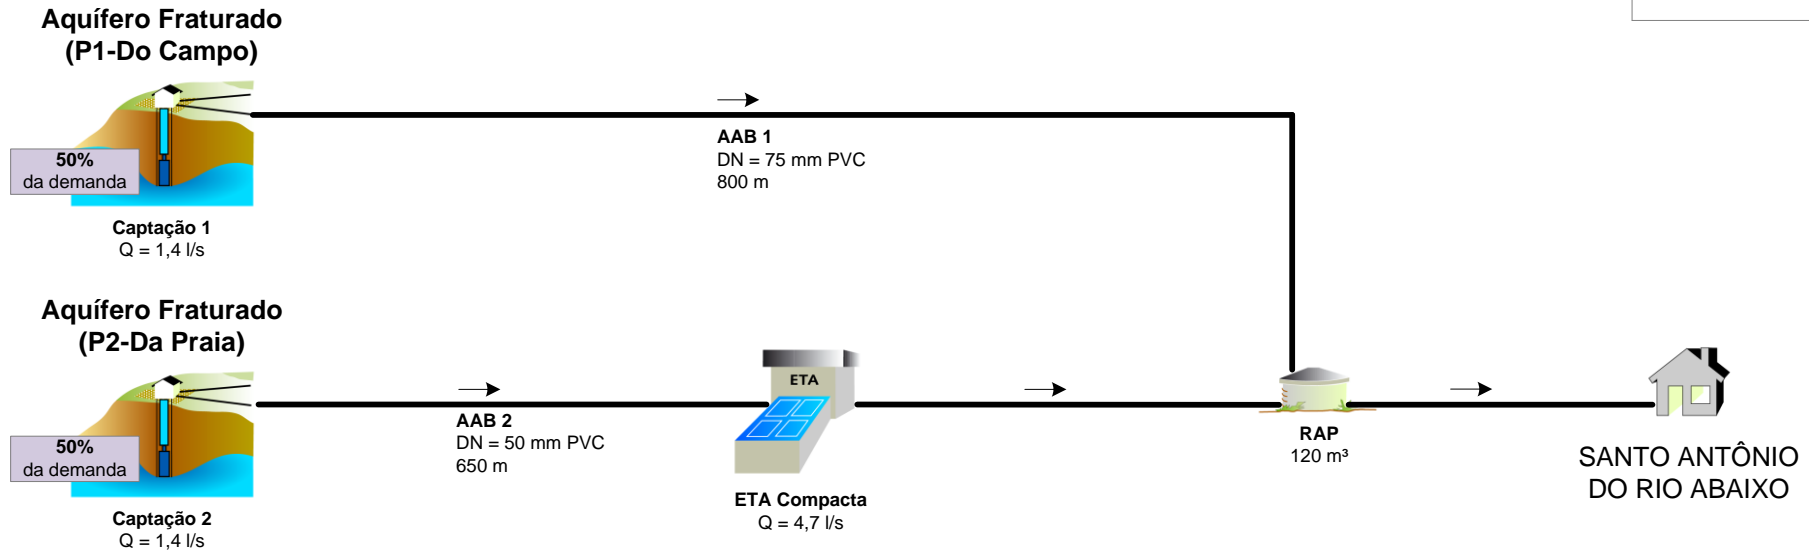 Aquífero Fraturado
(P1-Do Campo)
50%
da demanda
Captação 1
Q = 1,4 l/s
AAB 1
DN = 75 mm PVC
800 m
Aquífero Fraturado
(P2-Da Praia)
50%
da demanda
Captação 2
Q = 1,4 l/s
AAB 2
DN = 50 mm PVC
650 m
ETA
ETA Compacta
Q = 4,7 l/s
RAP
120 m³
SANTO ANTÔNIO
DO RIO ABAIXO